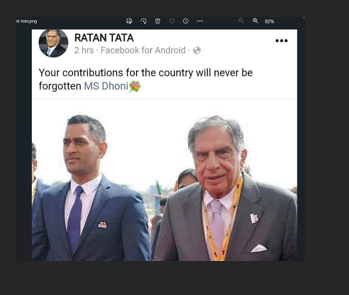 ni tata.png
92%
RATAN TATA
2 hrs · Facebook for Android ·
Your contributions for the country will never be
forgotten MS Dhoni